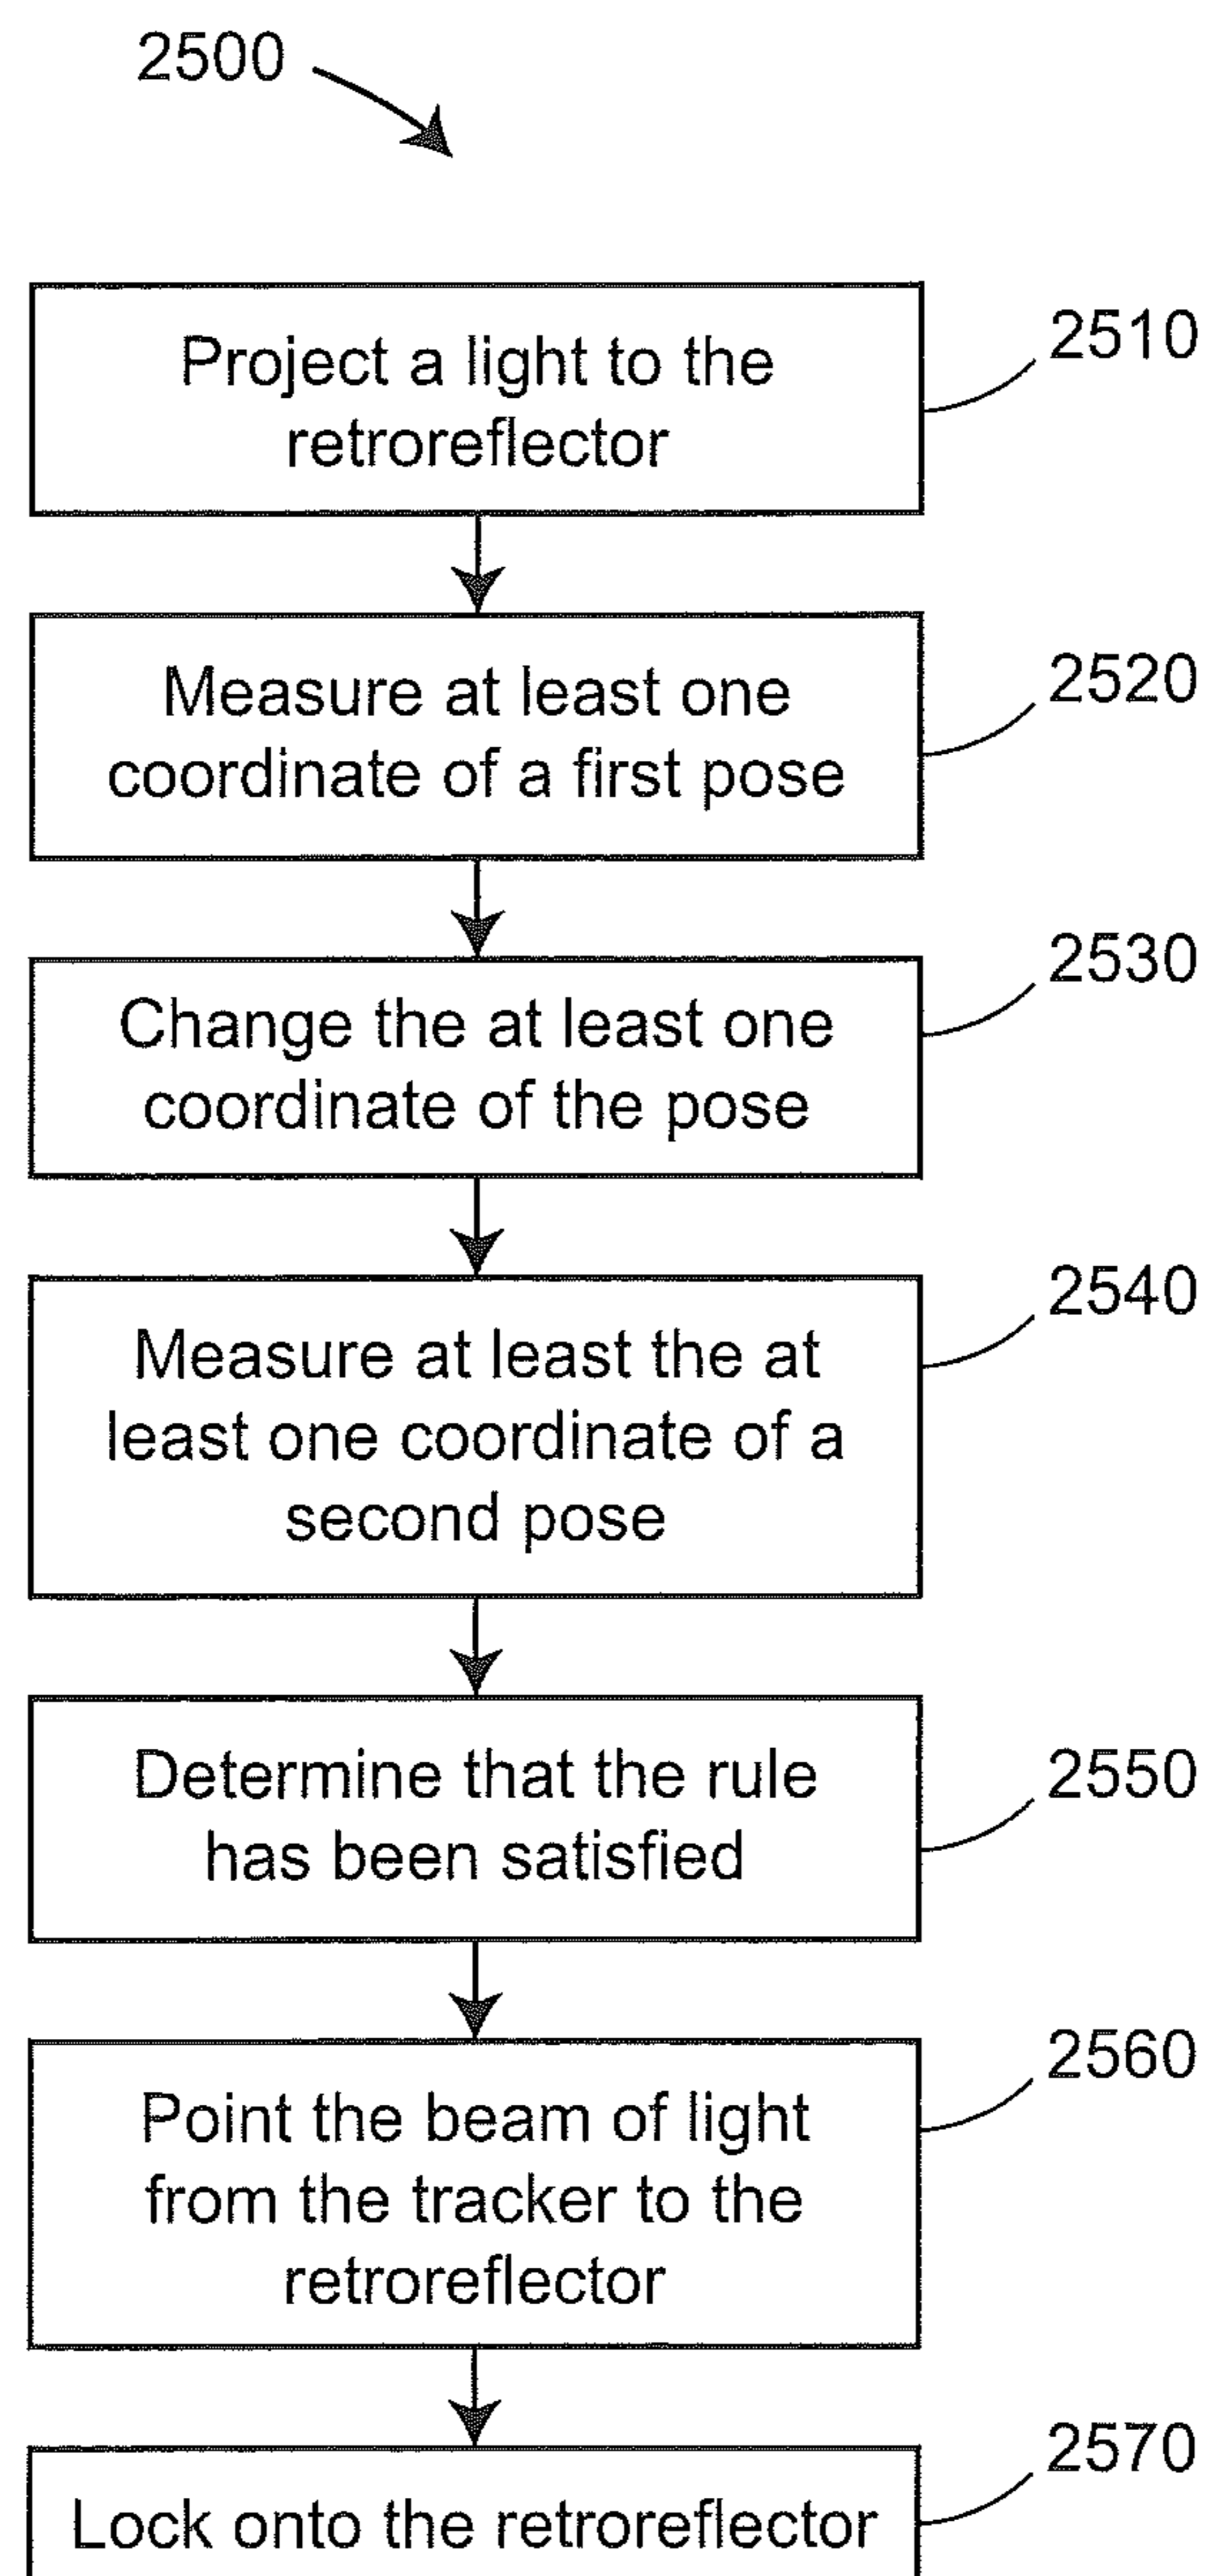 2500
Project a light to the
retroreflector
2510
Measure at least one
coordinate of a first pose
2520
Change the at least one
coordinate of the pose
2530
Measure at least the at
least one coordinate of a
second pose
2540
Determine that the rule
has been satisfied
2550
Point the beam of light
from the tracker to the
retroreflector
2560
Lock onto the retroreflector
2570